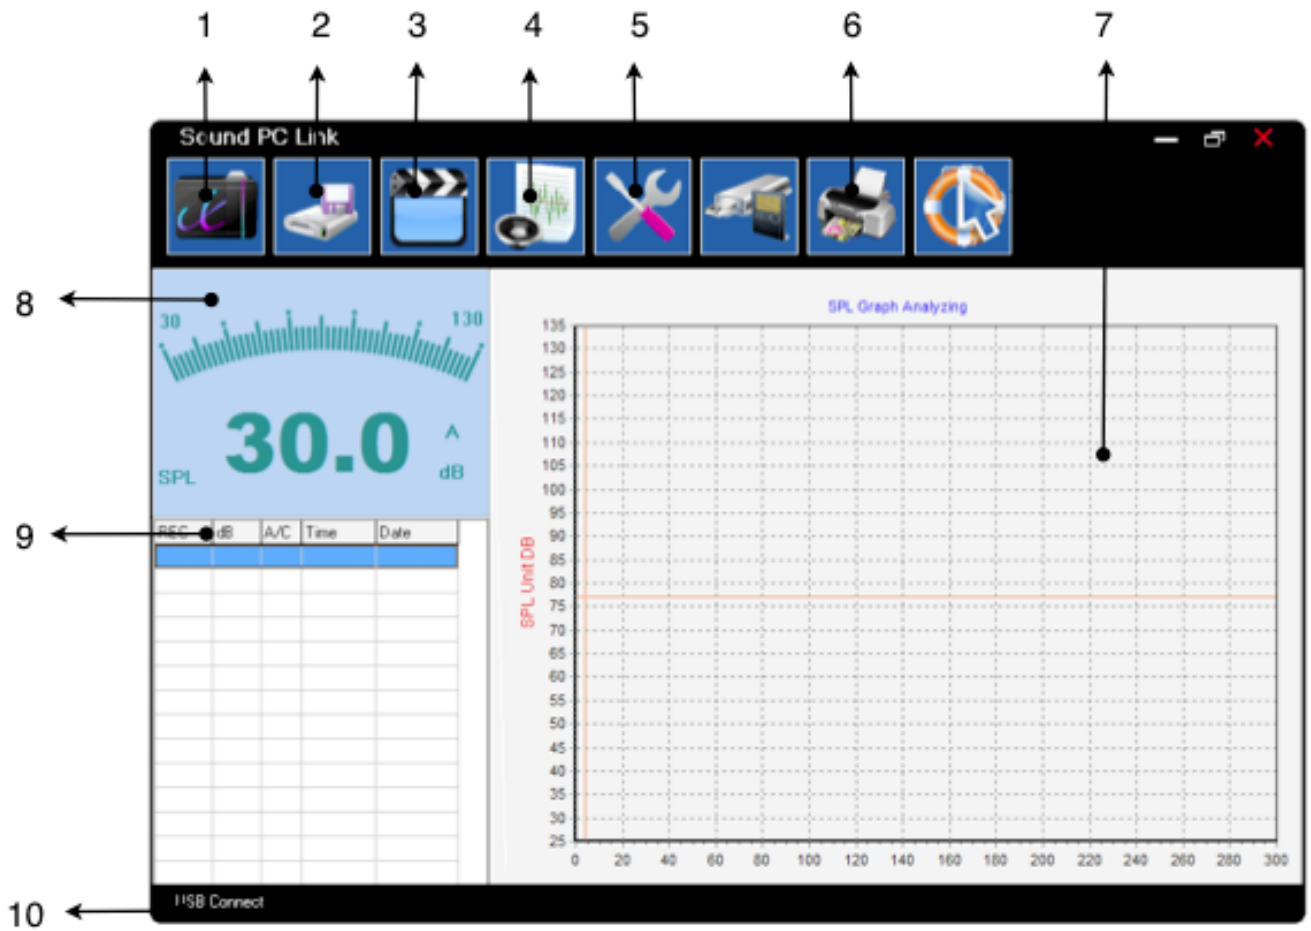 1 2 3 4 5 6 7
Sound PC Link
8
30 130
30.0
A
dB
SPL
9
REC dB A/C Time Date
SPL Graph Analyzing
SPL Unit DB
135
130
125
120
115
110
105
100
95
90
85
80
75
70
65
60
55
50
45
40
35
30
25
0 20 40 60 80 100 120 140 160 180 200 220 240 260 280 300
10
USB Connect